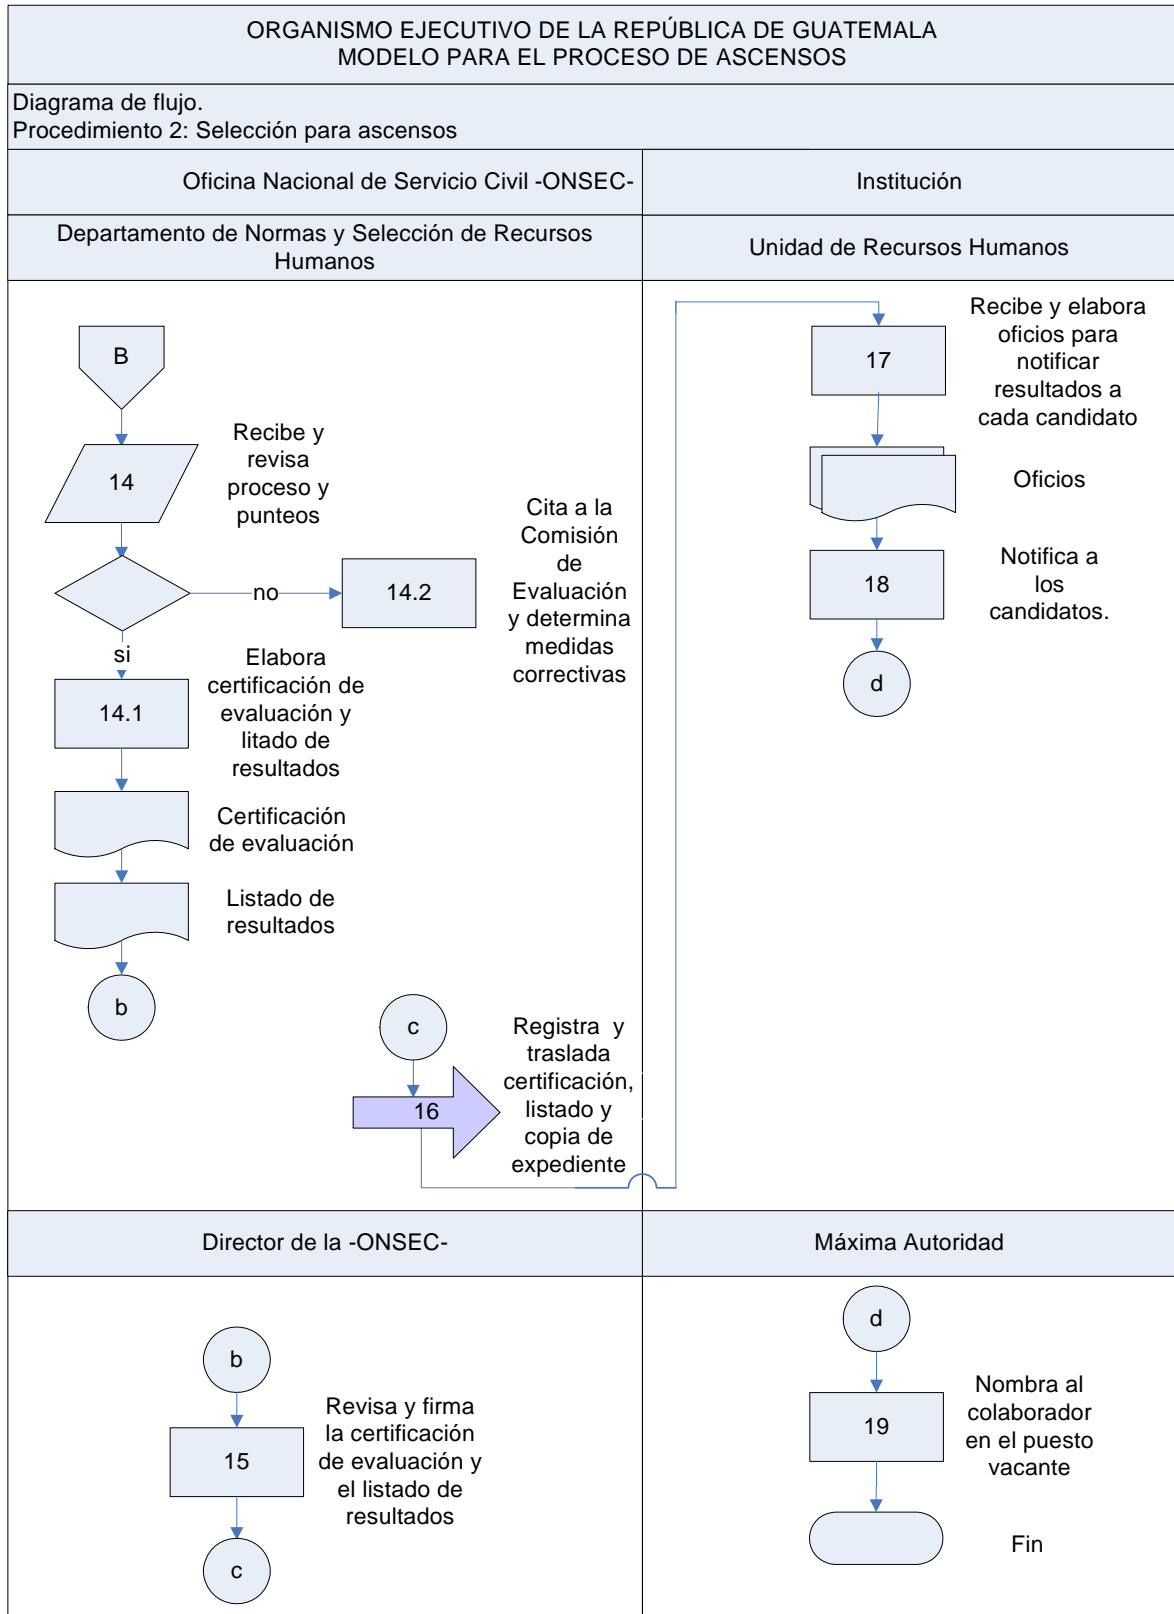 ORGANISMO EJECUTIVO DE LA REPÚBLICA DE GUATEMALA
MODELO PARA EL PROCESO DE ASCENSOS
Diagrama de flujo.
Procedimiento 2: Selección para ascensos
Oficina Nacional de Servicio Civil -ONSEC-
Institución
Departamento de Normas y Selección de Recursos
Humanos
Unidad de Recursos Humanos
B
14
Recibe y
revisa
proceso y
punteos
no
14.2
Cita a la
Comisión
de
Evaluación
y determina
medidas
correctivas
si
14.1
Elabora
certificación de
evaluación y
litado de
resultados
Certificación
de evaluación
Listado de
resultados
b
c
16
Registra y
traslada
certificación,
listado y
copia de
expediente
17
Recibe y elabora
oficios para
notificar
resultados a
cada candidato
Oficios
18
Notifica a
los
candidatos.
d
Director de la -ONSEC-
Máxima Autoridad
b
15
Revisa y firma
la certificación
de evaluación y
el listado de
resultados
c
d
19
Nombra al
colaborador
en el puesto
vacante
Fin